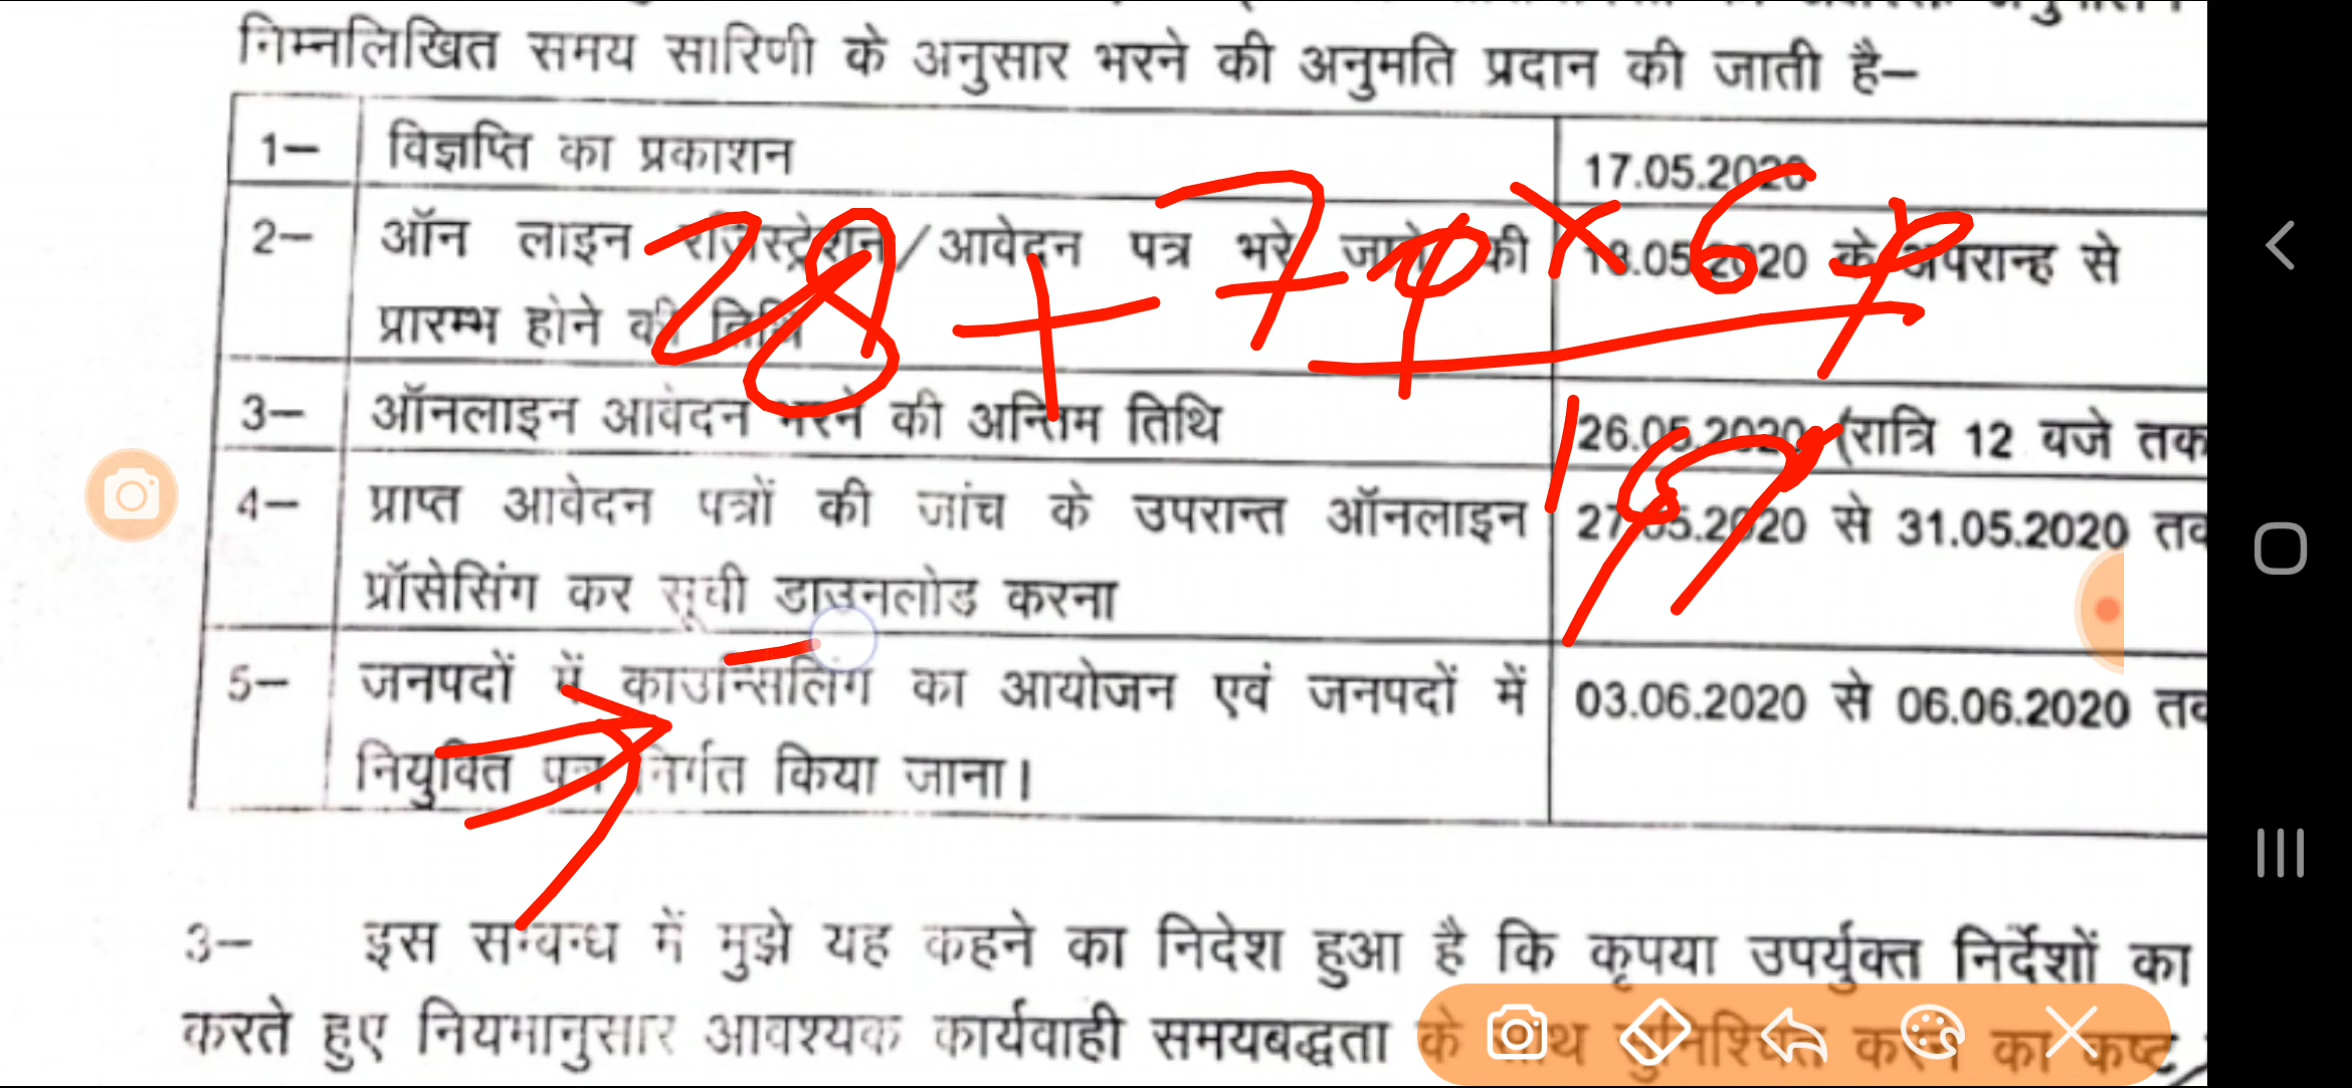 निम्नलिखित समय सारिणी के अनुसार भरने की अनुमति प्रदान की जाती है–
1– विज्ञप्ति का प्रकाशन 17.05.2020
2– ऑन लाइन रजिस्ट्रेशन/आवेदन पत्र भरे जाने की 18.05.2020 के अपरान्ह से
प्रारम्भ होने की तिथि
3– ऑनलाइन आवेदन भरने की अन्तिम तिथि 26.05.2020 (रात्रि 12 बजे तक
4– प्राप्त आवेदन पत्रों की जांच के उपरान्त ऑनलाइन 27.05.2020 से 31.05.2020 तक
प्रॉसेसिंग कर सूची डाउनलोड करना
5– जनपदों में काउन्सिलिंग का आयोजन एवं जनपदों में 03.06.2020 से 06.06.2020 तक
नियुक्ति पत्र निर्गत किया जाना।
28 + 7
3– इस सम्बन्ध में मुझे यह कहने का निदेश हुआ है कि कृपया उपर्युक्त निर्देशों का
करते हुए नियमानुसार आवश्यक कार्यवाही समयबद्धता के साथ सुनिश्चित करने का कष्ट